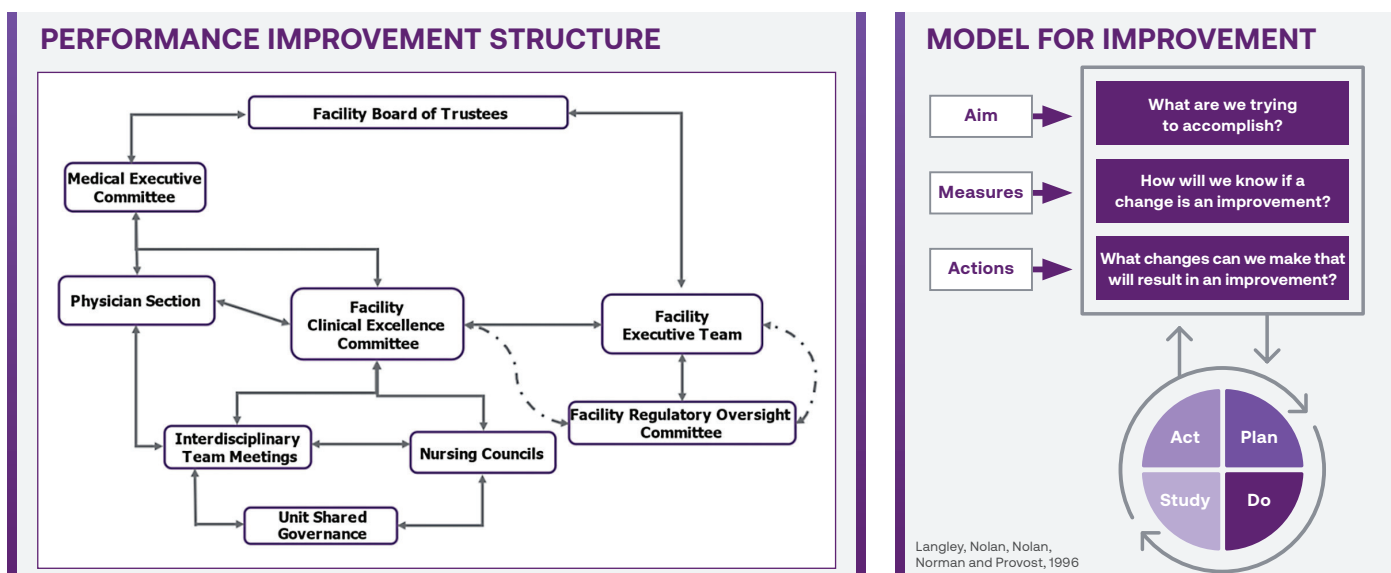 PERFORMANCE IMPROVEMENT STRUCTURE
Facility Board of Trustees
Medical Executive
Committee
Physician Section
Facility
Clinical Excellence
Committee
Facility
Executive Team
Facility Regulatory Oversight
Committee
Interdisciplinary
Team Meetings
Nursing Councils
Unit Shared
Governance
MODEL FOR IMPROVEMENT
Aim
What are we trying
to accomplish?
Measures
How will we know if a
change is an improvement?
Actions
What changes can we make that
will result in an improvement?
Act
Plan
Study
Do
Langley, Nolan, Nolan,
Norman and Provost, 1996